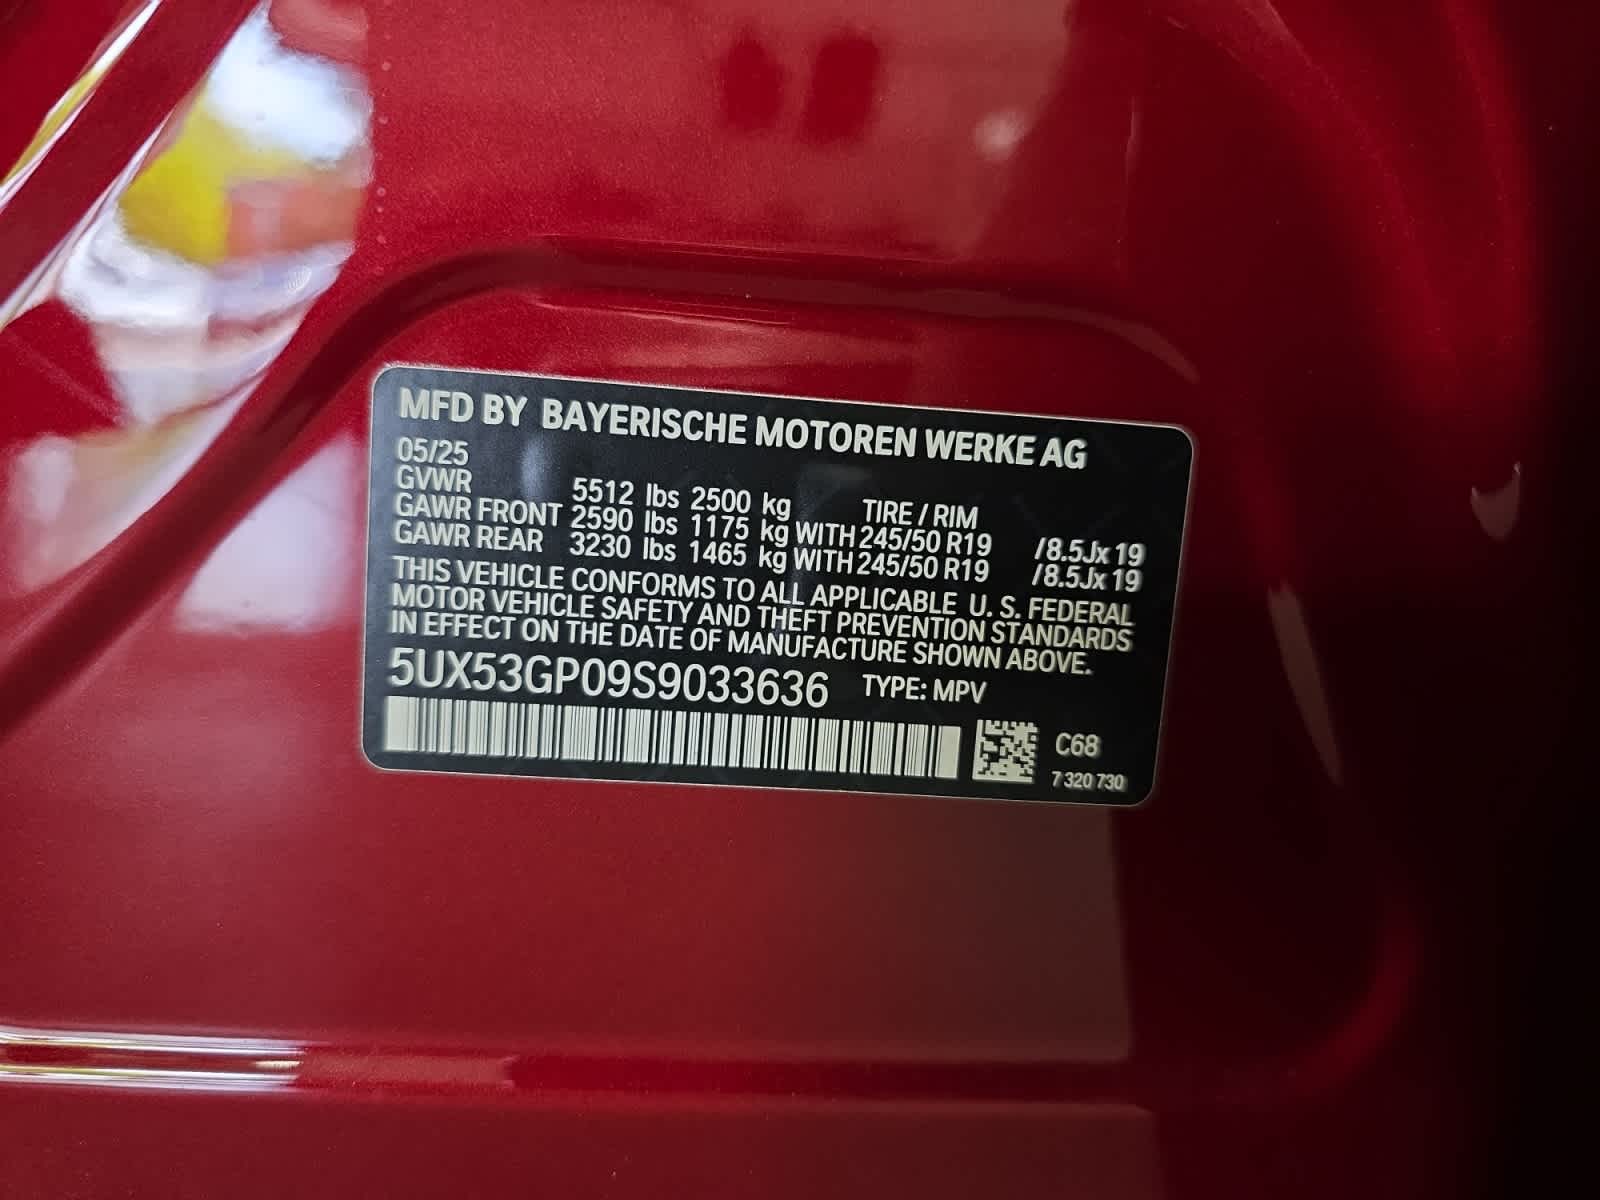 MFD BY BAYERISCHE MOTOREN WERKE AG
05/25
GVWR 5512 lbs 2500 kg TIRE / RIM
GAWR FRONT 2590 lbs 1175 kg WITH 245/50 R19 /8.5Jx 19
GAWR REAR 3230 lbs 1465 kg WITH 245/50 R19 /8.5Jx 19
THIS VEHICLE CONFORMS TO ALL APPLICABLE U. S. FEDERAL
MOTOR VEHICLE SAFETY AND THEFT PREVENTION STANDARDS
IN EFFECT ON THE DATE OF MANUFACTURE SHOWN ABOVE.
5UX53GP09S9033636 TYPE: MPV
C68
7 320 730